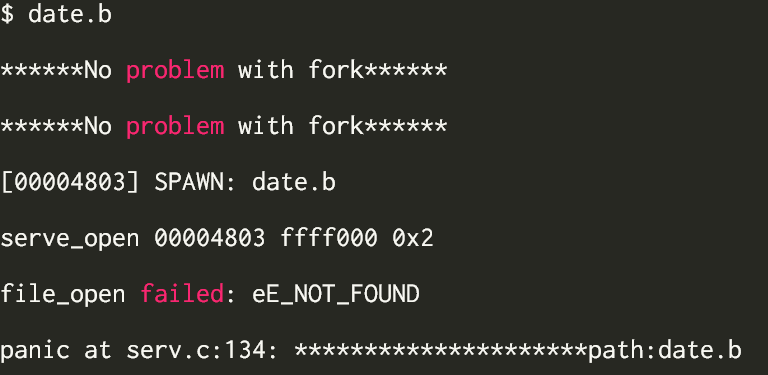 $ date.b
******No problem with fork******
******No problem with fork******
[00004803] SPAWN: date.b
serve_open 00004803 ffff000 0x2
file_open failed: eE_NOT_FOUND
panic at serv.c:134: *********************path:date.b